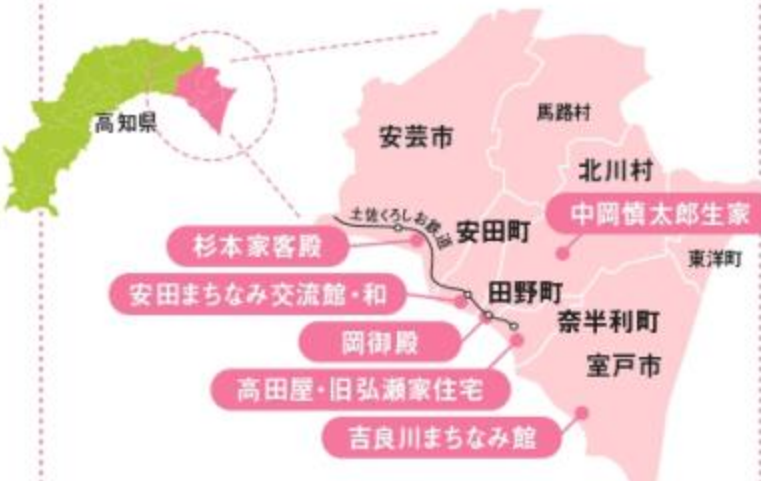 高知県
安芸市
馬路村
北川村
中岡慎太郎生家
土佐くろしお鉄道
安田町
杉本家客殿
東洋町
安田まちなみ交流館・和
田野町
岡御殿
奈半利町
室戸市
高田屋・旧弘瀬家住宅
吉良川まちなみ館